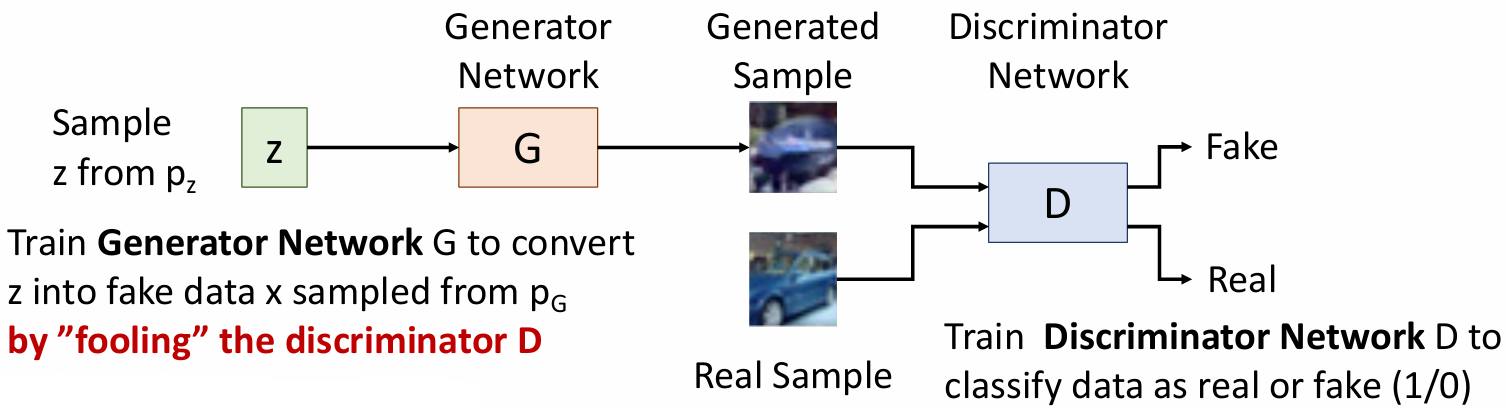 Generator
Network
Generated
Sample
Discriminator
Network
Sample
z from pz
z
G
D
Fake
Real
Train Generator Network G to convert
z into fake data x sampled from pG
by ”fooling” the discriminator D
Real Sample
Train Discriminator Network D to
classify data as real or fake (1/0)